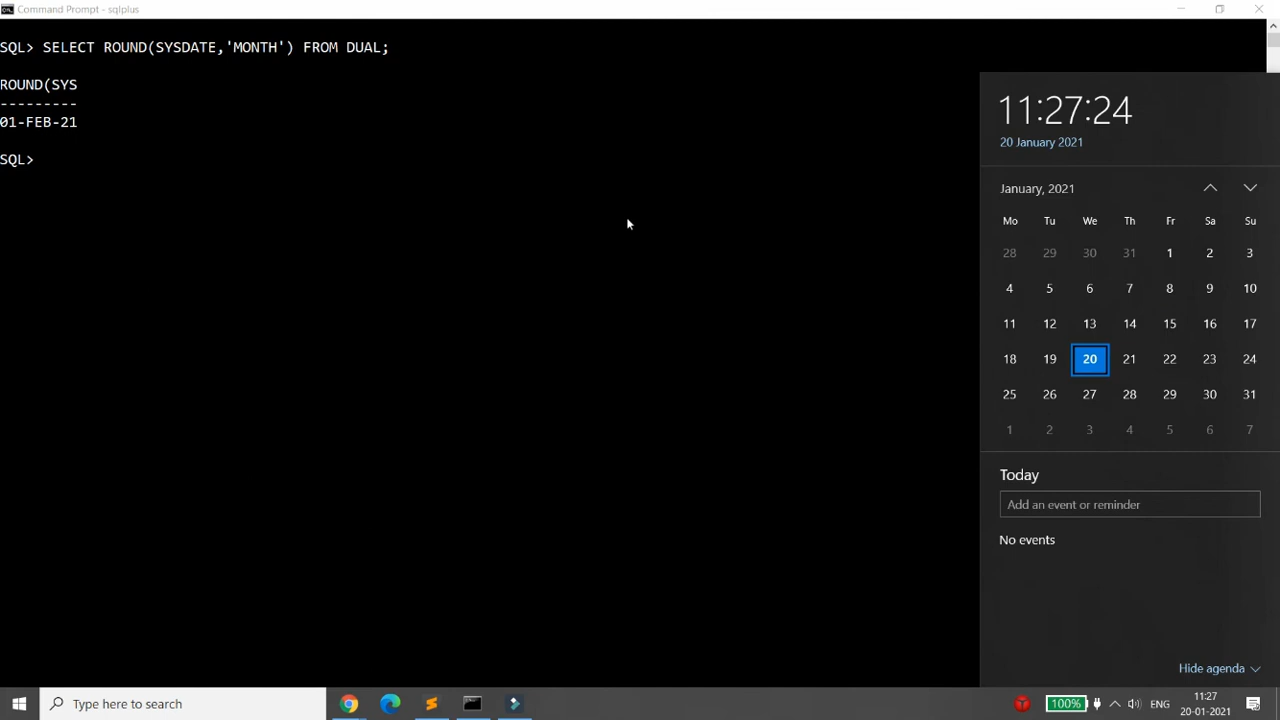 Command Prompt - sqlplus
SQL> SELECT ROUND(SYSDATE,'MONTH') FROM DUAL;
ROUND(SYS
---------
01-FEB-21
SQL>
11:27:24
20 January 2021
January, 2021
Mo Tu We Th Fr Sa Su
28 29 30 31 1 2 3
4 5 6 7 8 9 10
11 12 13 14 15 16 17
18 19 20 21 22 23 24
25 26 27 28 29 30 31
1 2 3 4 5 6 7
Today
Add an event or reminder
No events
Hide agenda
Type here to search
100%
ENG
11:27
20-01-2021